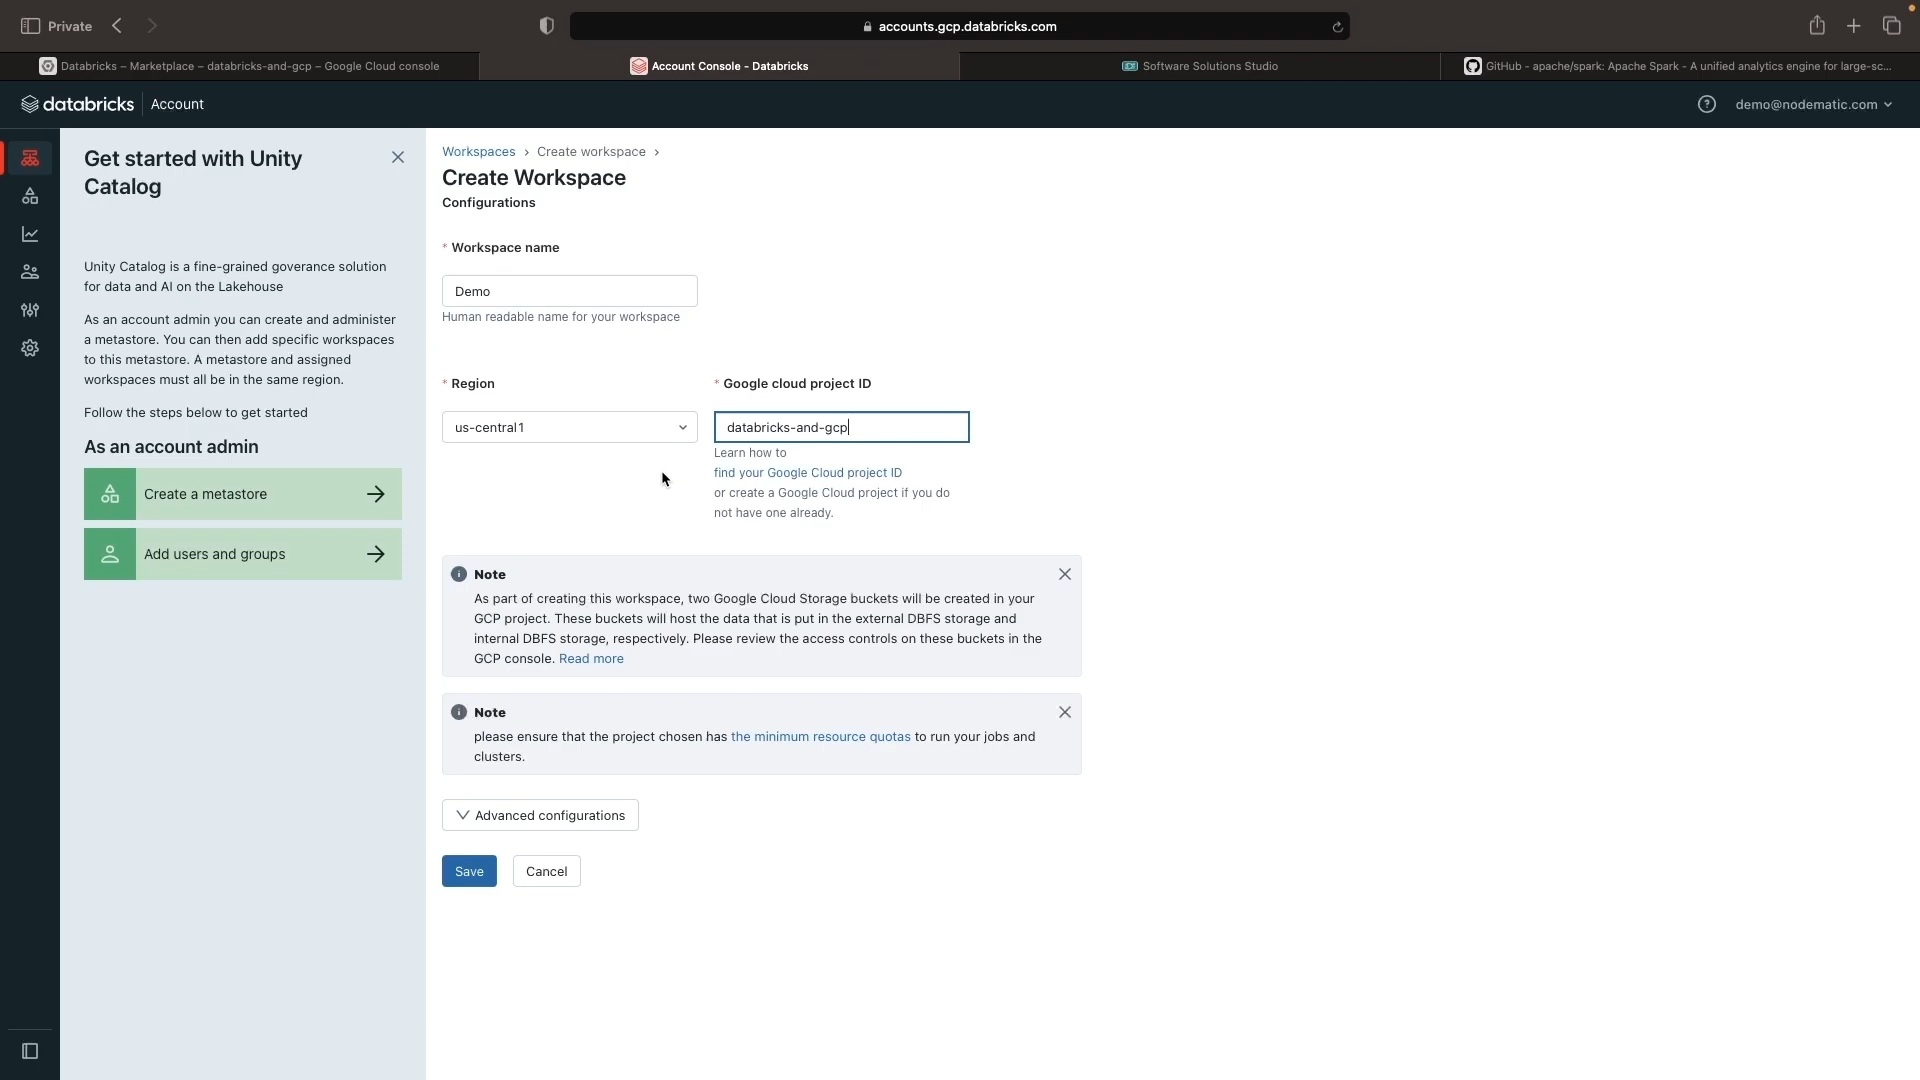 Private
accounts.gcp.databricks.com
Databricks – Marketplace – databricks-and-gcp – Google Cloud console
Account Console - Databricks
Software Solutions Studio
GitHub - apache/spark: Apache Spark - A unified analytics engine for large-sc...
databricks Account
demo@nodematic.com
Get started with Unity
Catalog
Unity Catalog is a fine-grained goverance solution
for data and AI on the Lakehouse
As an account admin you can create and administer
a metastore. You can then add specific workspaces
to this metastore. A metastore and assigned
workspaces must all be in the same region.
Follow the steps below to get started
As an account admin
Create a metastore
Add users and groups
Workspaces › Create workspace ›
Create Workspace
Configurations
* Workspace name
Demo
Human readable name for your workspace
* Region
us-central1
* Google cloud project ID
databricks-and-gcp
Learn how to
find your Google Cloud project ID
or create a Google Cloud project if you do
not have one already.
Note
As part of creating this workspace, two Google Cloud Storage buckets will be created in your
GCP project. These buckets will host the data that is put in the external DBFS storage and
internal DBFS storage, respectively. Please review the access controls on these buckets in the
GCP console. Read more
Note
please ensure that the project chosen has the minimum resource quotas to run your jobs and
clusters.
Advanced configurations
Save
Cancel